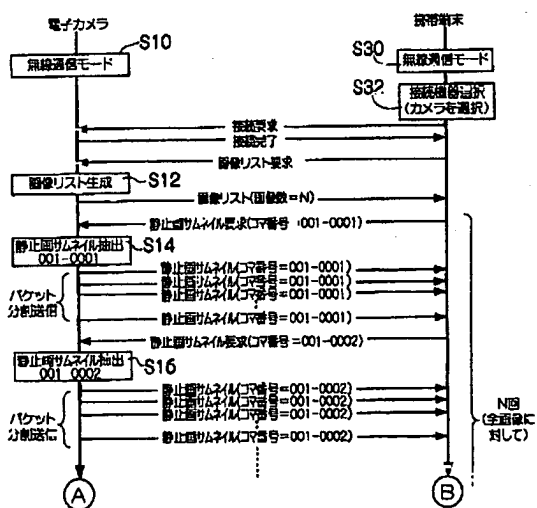 電子カメラ
携帯端末
S10
無線通信モード
S30
無線通信モード
S32
接続機器選択
(カメラを選択)
接続要求
接続完了
画像リスト要求
画像リスト生成
S12
画像リスト(画像数=N)
静止画サムネイル要求(コマ番号:001-0001)
静止画サムネイル抽出
001-0001
S14
静止画サムネイル(コマ番号=001-0001)
静止画サムネイル(コマ番号=001-0001)
静止画サムネイル(コマ番号=001-0001)
パケット
分割送信
静止画サムネイル(コマ番号=001-0001)
静止画サムネイル要求(コマ番号=001-0002)
静止画サムネイル抽出
001_0002
S16
静止画サムネイル(コマ番号=001-0002)
静止画サムネイル(コマ番号=001-0002)
静止画サムネイル(コマ番号=001-0002)
パケット
分割送信
静止画サムネイル(コマ番号=001-0002)
N回
(全画像に
対して)
A
B